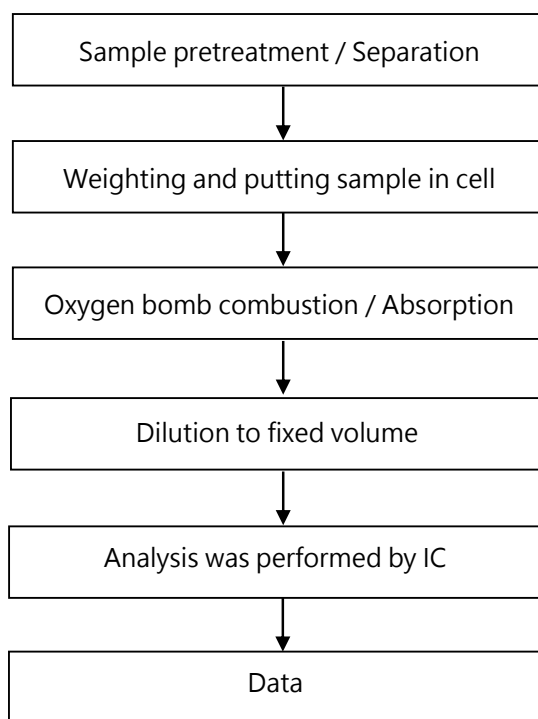 Sample pretreatment / Separation
Weighting and putting sample in cell
Oxygen bomb combustion / Absorption
Dilution to fixed volume
Analysis was performed by IC
Data